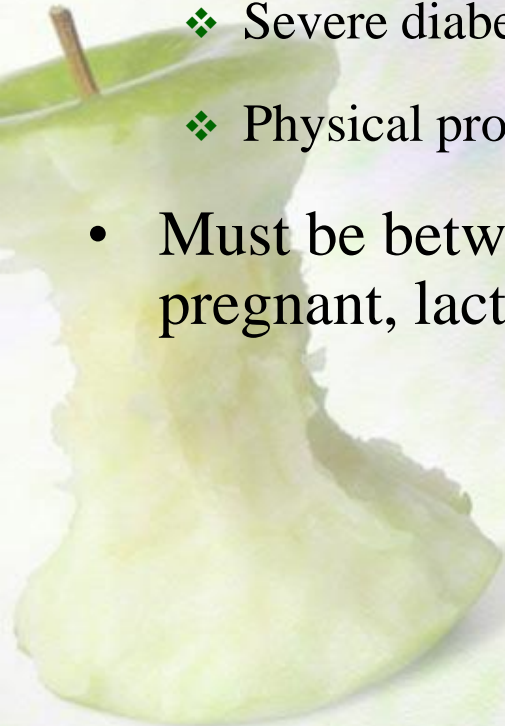 ❖ Severe diabe
❖ Physical pro
• Must be betw
pregnant, lact